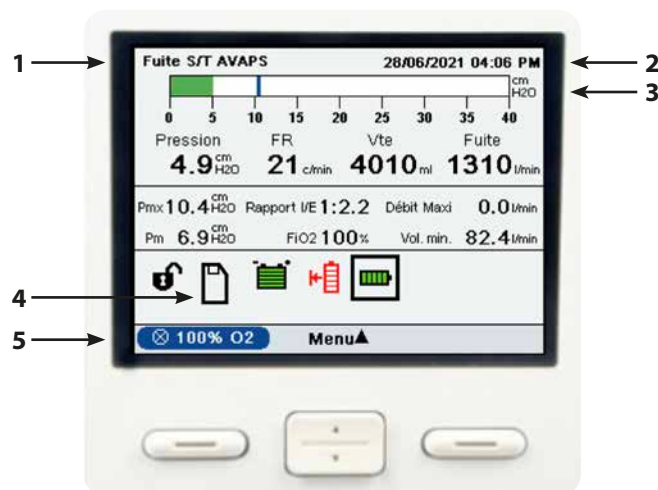 1
Fuite S/T AVAPS 28/06/2021 04:06 PM
2
cm
H2O
3
0 5 10 15 20 25 30 35 40
Pression FR Vte Fuite
4.9 cm H2O 21 c/min 4010 ml 1310 l/min
Pmx 10.4 cm H2O Rapport I/E 1:2.2 Débit Maxi 0.0 l/min
Pm 6.9 cm H2O FiO2 100% Vol. min. 82.4 l/min
4
5
100% O2 Menu